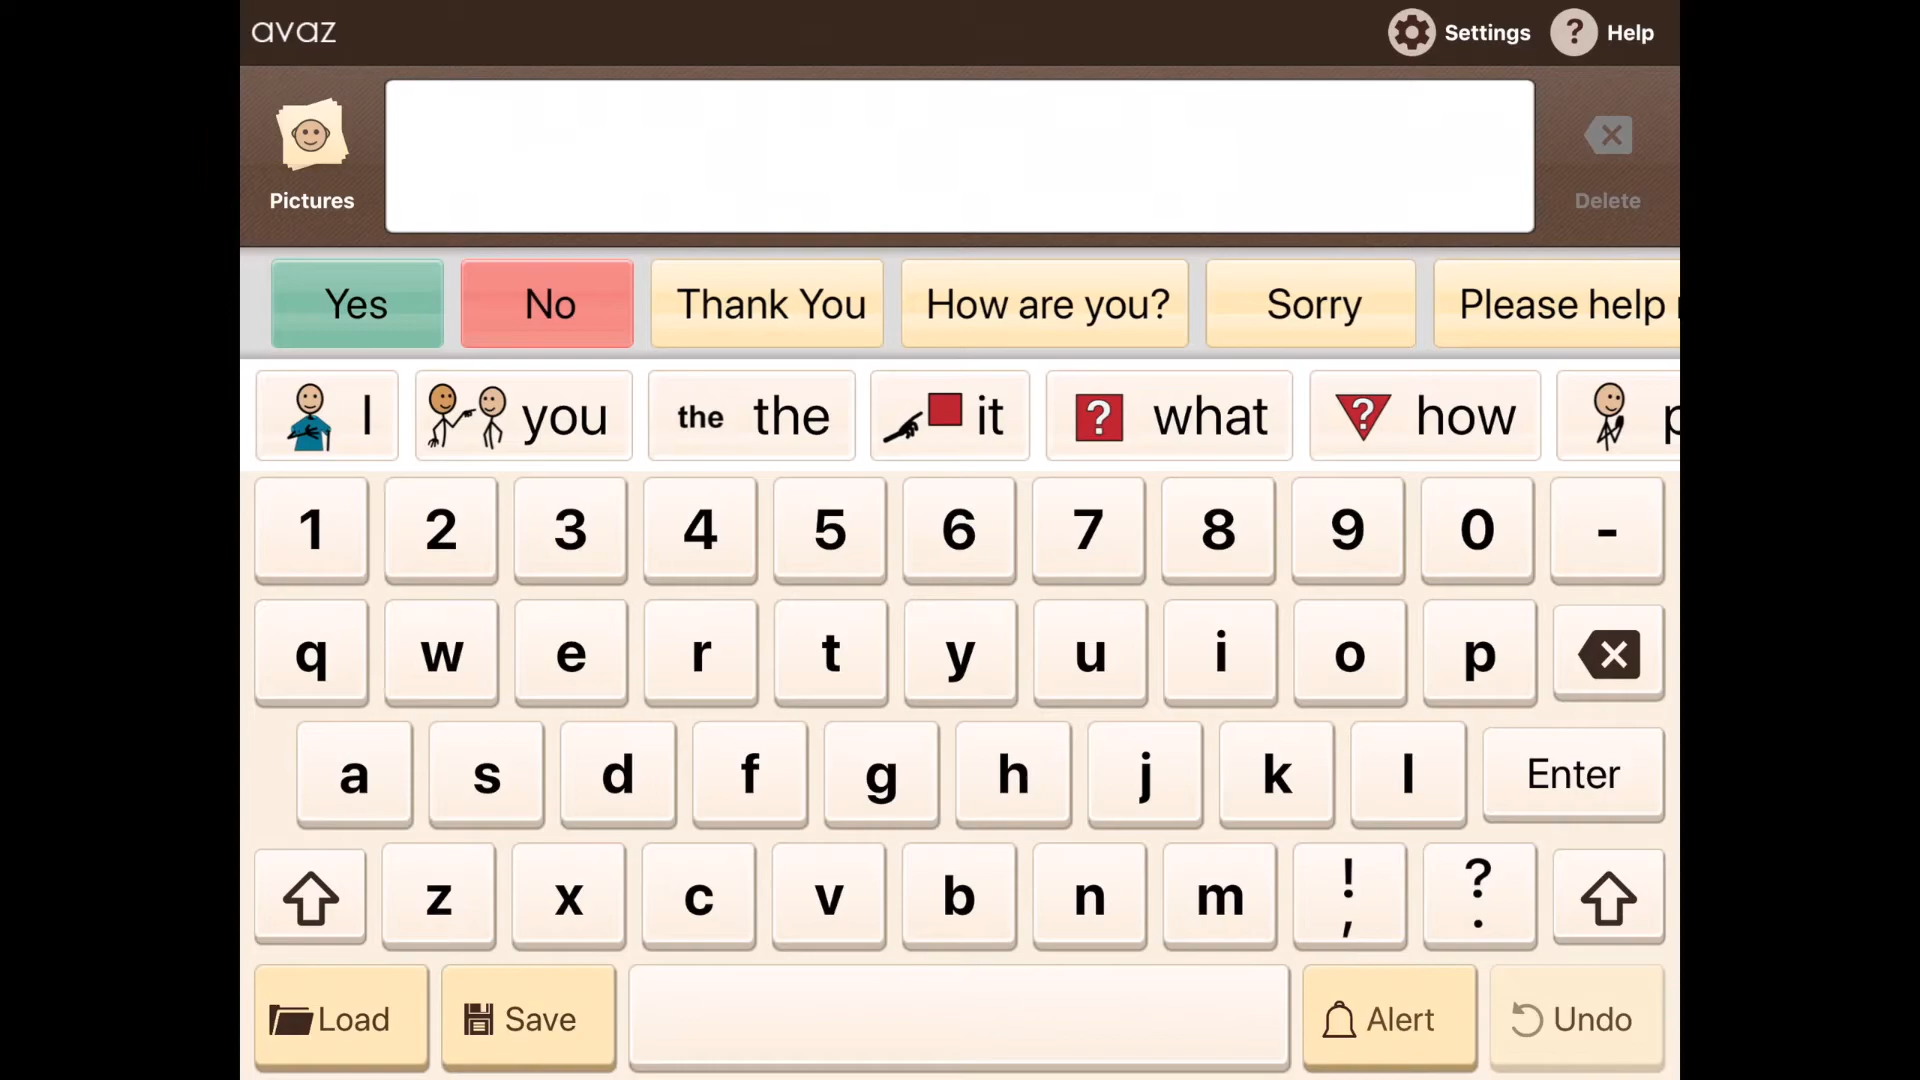 avaz
Settings
Help
Pictures
Delete
Yes No Thank You How are you? Sorry Please help
I you the the it ? what ? how p
1 2 3 4 5 6 7 8 9 0 -
q w e r t y u i o p
a s d f g h j k l Enter
z x c v b n m ! , ? .
Load Save Alert Undo